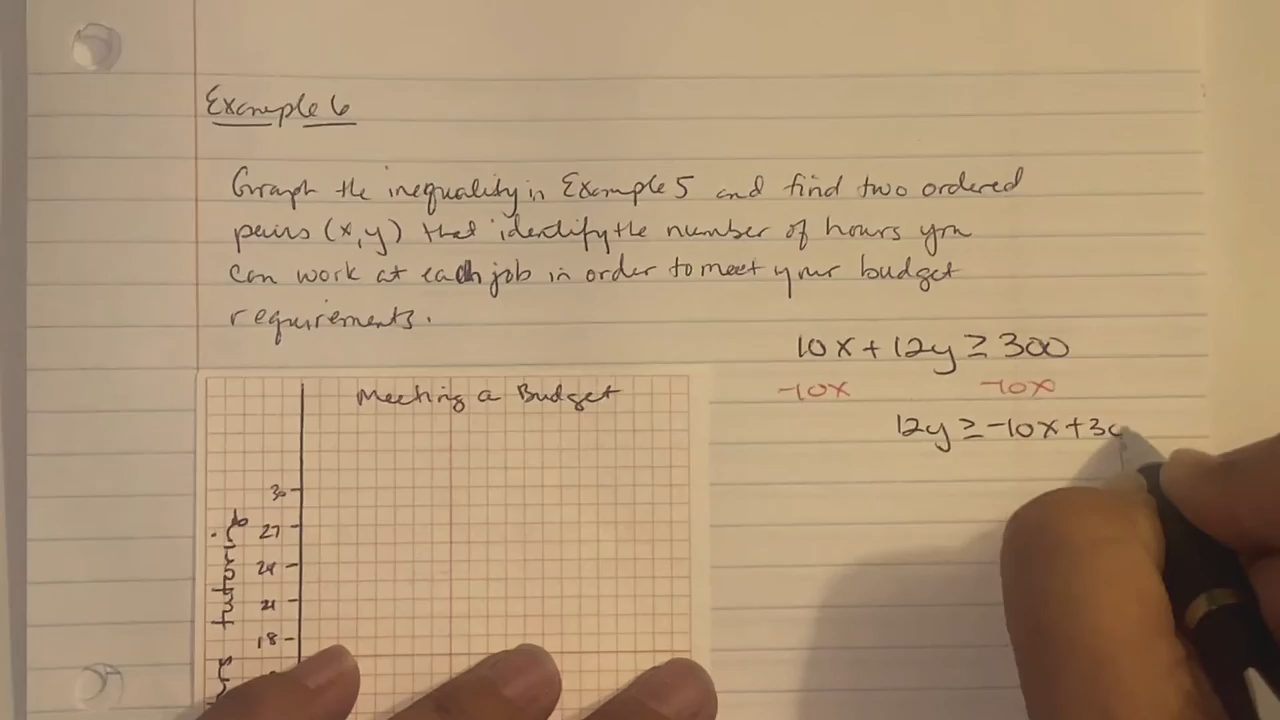 Example 6
Graph the inequality in Example 5 and find two ordered
pairs (x,y) that identify the number of hours you
can work at each job in order to meet your budget
requirements.
10x + 12y ≥ 300
-10x -10x
12y ≥ -10x + 30
Meeting a Budget
30
27
24
21
18
tutoring